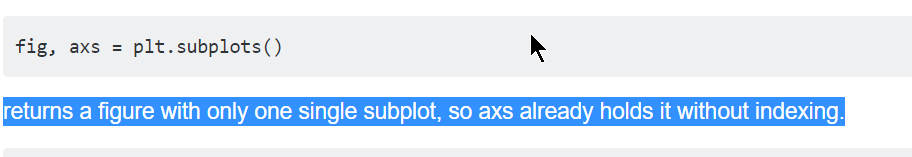 fig, axs = plt.subplots()
returns a figure with only one single subplot, so axs already holds it without indexing.